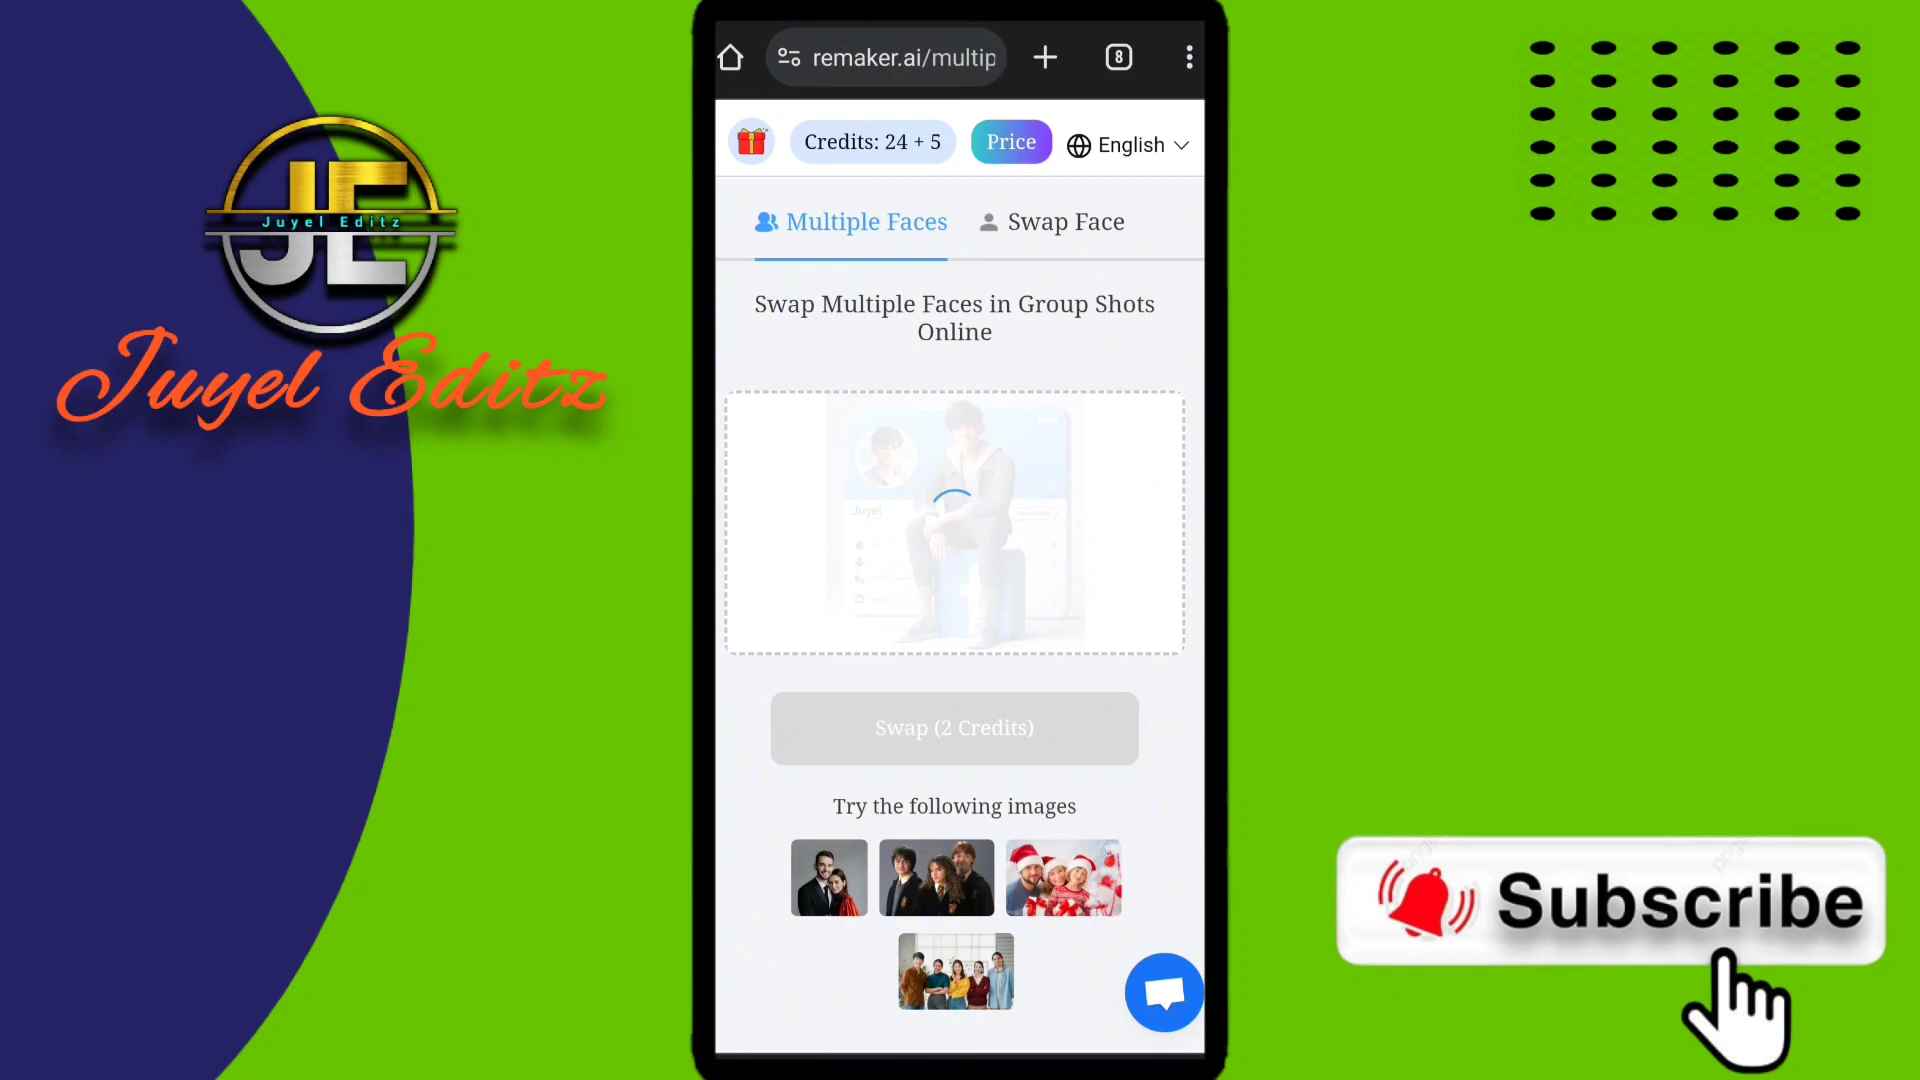 remaker.ai/multip
8
Credits: 24 + 5
Price
English
Multiple Faces
Swap Face
Swap Multiple Faces in Group Shots
Online
Juyel
Swap (2 Credits)
Try the following images
JE
Juyel Editz
Juyel Editz
Subscribe